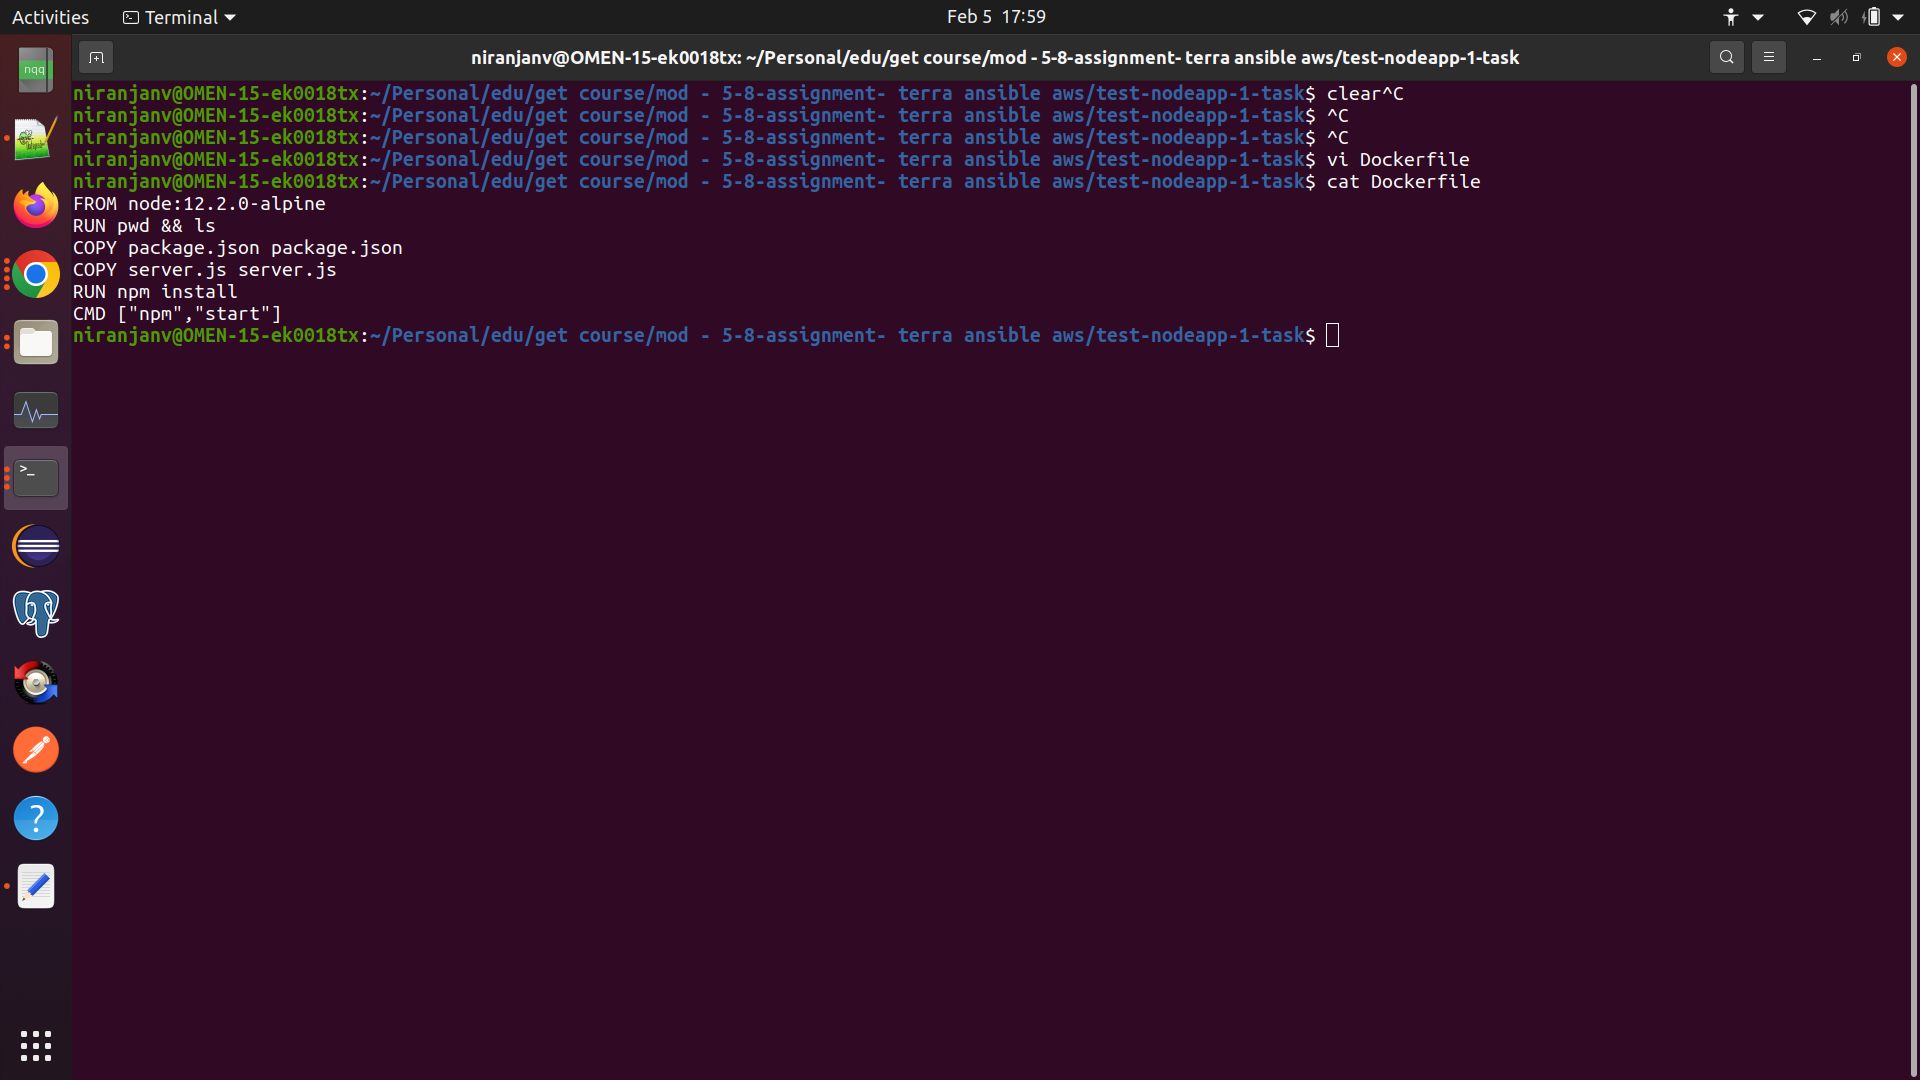 Activities Terminal Feb 5 17:59
niranjanv@OMEN-15-ek0018tx: ~/Personal/edu/get course/mod - 5-8-assignment- terra ansible aws/test-nodeapp-1-task
nqq
niranjanv@OMEN-15-ek0018tx:~/Personal/edu/get course/mod - 5-8-assignment- terra ansible aws/test-nodeapp-1-task$ clear^C
niranjanv@OMEN-15-ek0018tx:~/Personal/edu/get course/mod - 5-8-assignment- terra ansible aws/test-nodeapp-1-task$ ^C
niranjanv@OMEN-15-ek0018tx:~/Personal/edu/get course/mod - 5-8-assignment- terra ansible aws/test-nodeapp-1-task$ ^C
niranjanv@OMEN-15-ek0018tx:~/Personal/edu/get course/mod - 5-8-assignment- terra ansible aws/test-nodeapp-1-task$ vi Dockerfile
niranjanv@OMEN-15-ek0018tx:~/Personal/edu/get course/mod - 5-8-assignment- terra ansible aws/test-nodeapp-1-task$ cat Dockerfile
FROM node:12.2.0-alpine
RUN pwd && ls
COPY package.json package.json
COPY server.js server.js
RUN npm install
CMD ["npm","start"]
niranjanv@OMEN-15-ek0018tx:~/Personal/edu/get course/mod - 5-8-assignment- terra ansible aws/test-nodeapp-1-task$